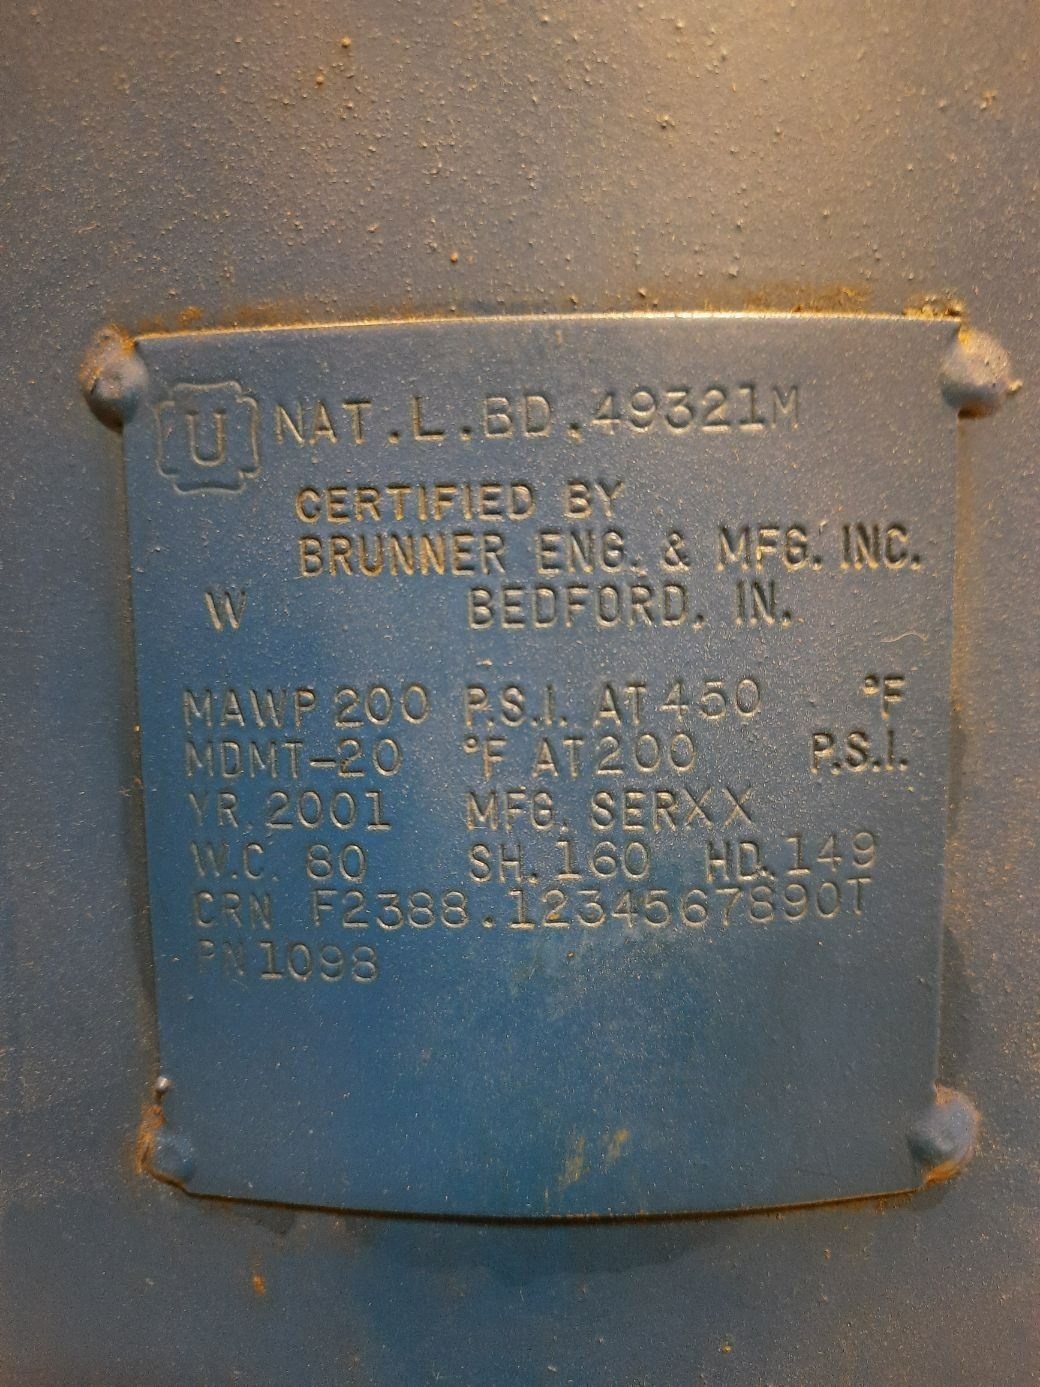 U NAT.L.BD.49321M
CERTIFIED BY
BRUNNER ENG. & MFG. INC.
W BEDFORD, IN.
MAWP 200 P.S.I. AT 450 °F
MDMT-20 °F AT 200 P.S.I.
YR. 2001 MFG. SERXX
W.C. 80 SH. 160 HD. 149
CRN F2388.1234567890T
PN 1098